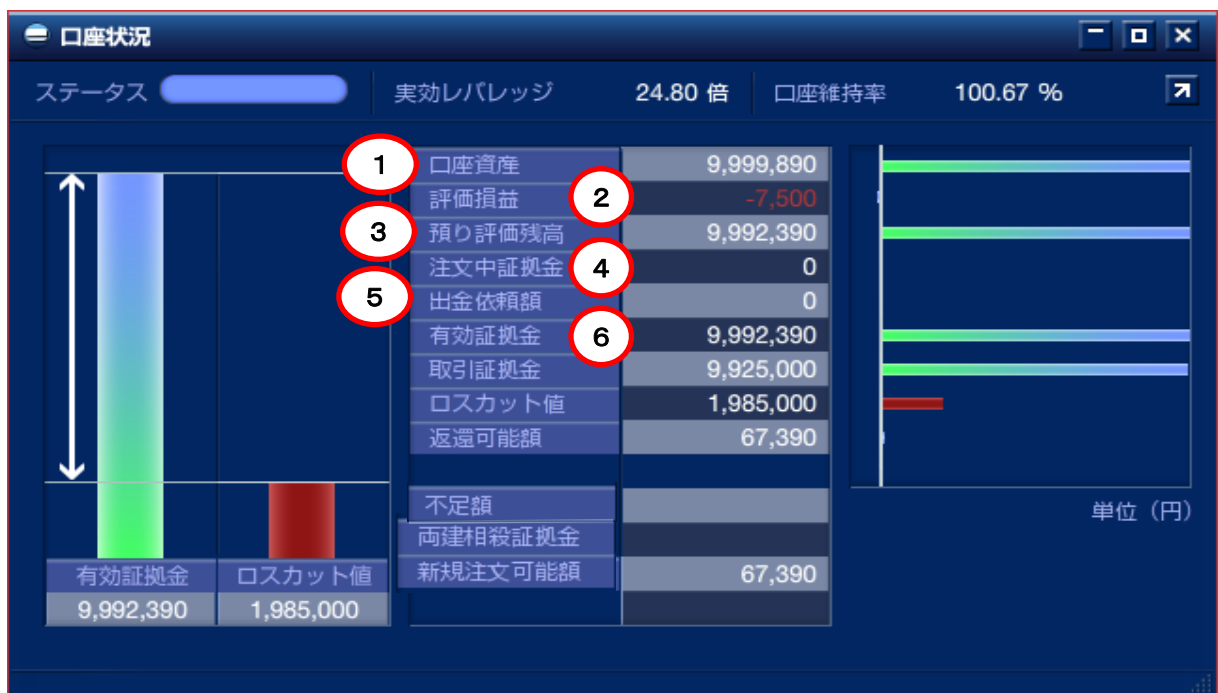 口座状況
ステータス 実効レバレッジ 24.80 倍 口座維持率 100.67 %
① 口座資産 9,999,890
評価損益 ② -7,500
③ 預り評価残高 9,992,390
注文中証拠金 ④ 0
⑤ 出金依頼額 0
有効証拠金 ⑥ 9,992,390
取引証拠金 9,925,000
ロスカット値 1,985,000
返還可能額 67,390
不足額
両建相殺証拠金
新規注文可能額 67,390
単位（円）
有効証拠金 ロスカット値
9,992,390 1,985,000